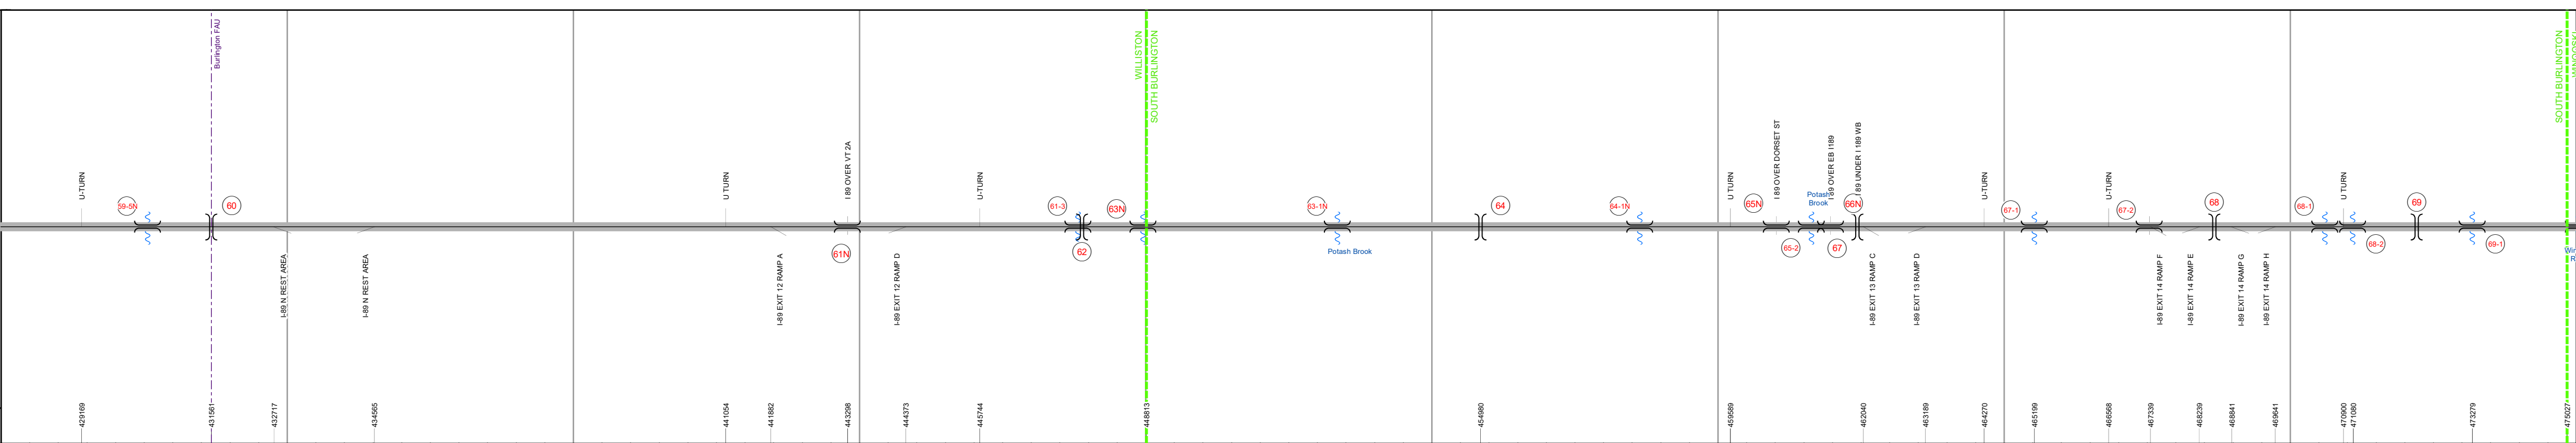 Burlington FAU
WILLISTON
SOUTH BURLINGTON
SOUTH BURLINGTON
U-TURN
59-5N
60
U TURN
I 89 OVER VT 2A
U-TURN
61-3
63N
63-1N
64
64-1N
U TURN
65N
I 89 OVER DORSET ST
Potash
Brook
I 89 OVER EB I189
66N
I 89 UNDER I 189 WB
U-TURN
67-1
U-TURN
67-2
68
68-1
U TURN
69
I-89 N REST AREA
I-89 N REST AREA
I-89 EXIT 12 RAMP A
61N
I-89 EXIT 12 RAMP D
62
Potash Brook
65-2
67
I-89 EXIT 13 RAMP C
I-89 EXIT 13 RAMP D
I-89 EXIT 14 RAMP F
I-89 EXIT 14 RAMP E
I-89 EXIT 14 RAMP G
I-89 EXIT 14 RAMP H
68-2
69-1
429169
431561
432717
434565
441054
441882
443298
444373
445744
448813
454980
459589
462040
463189
464270
465199
466568
467339
468239
468841
469641
470900
471080
473279
475027